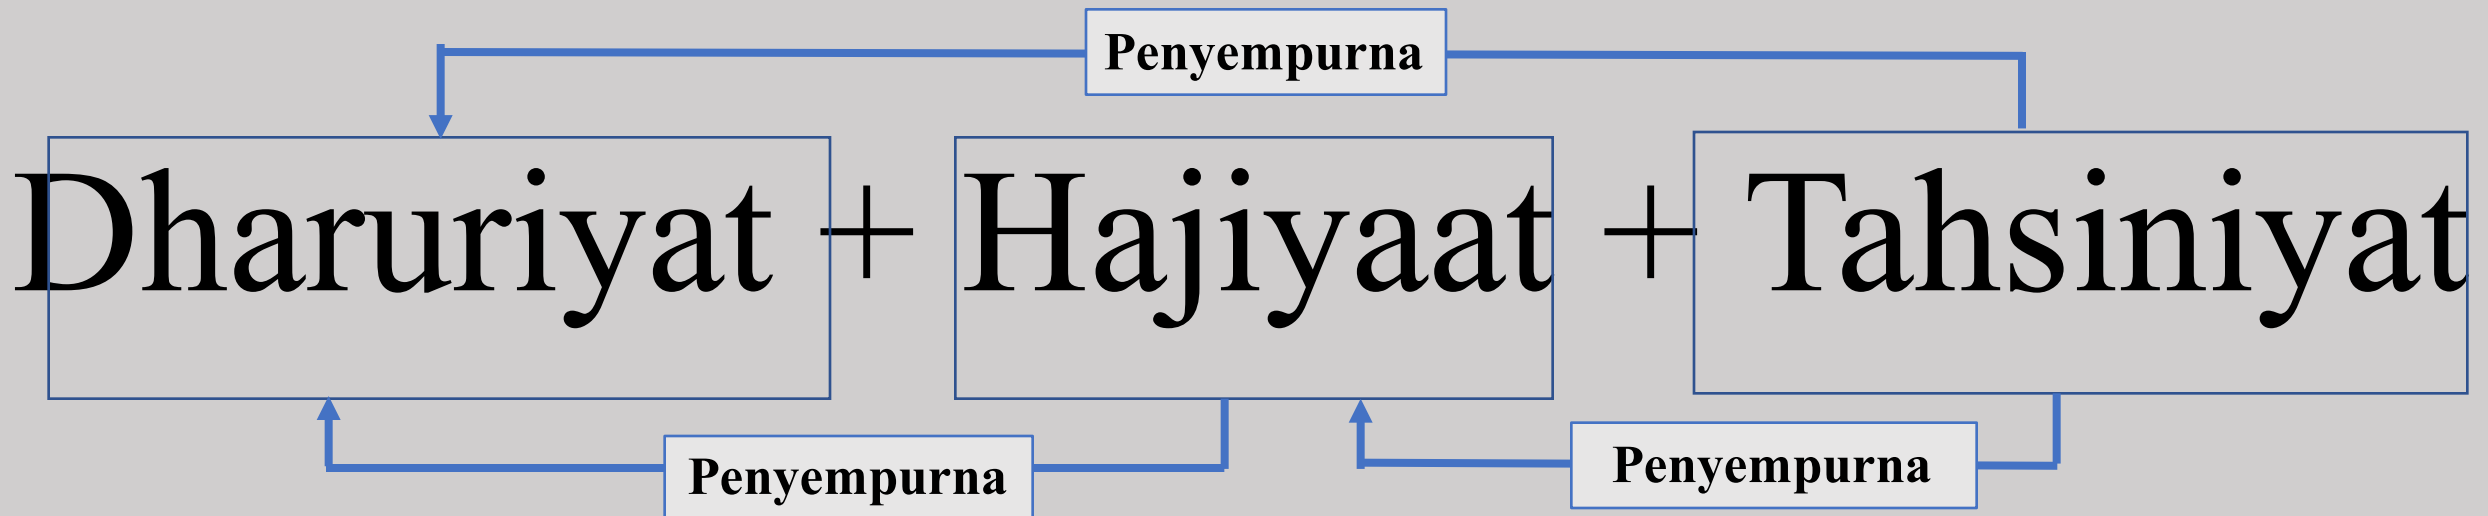 Penyempurna
Dharuriyat + Hajiyaat + Tahsiniyat
Penyempurna
Penyempurna